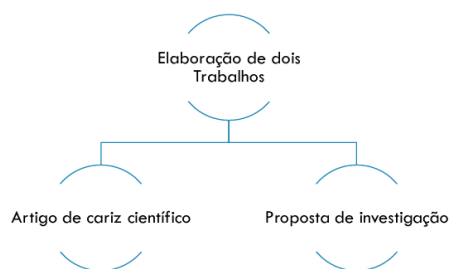 Elaboração de dois
Trabalhos
Artigo de cariz científico
Proposta de investigação